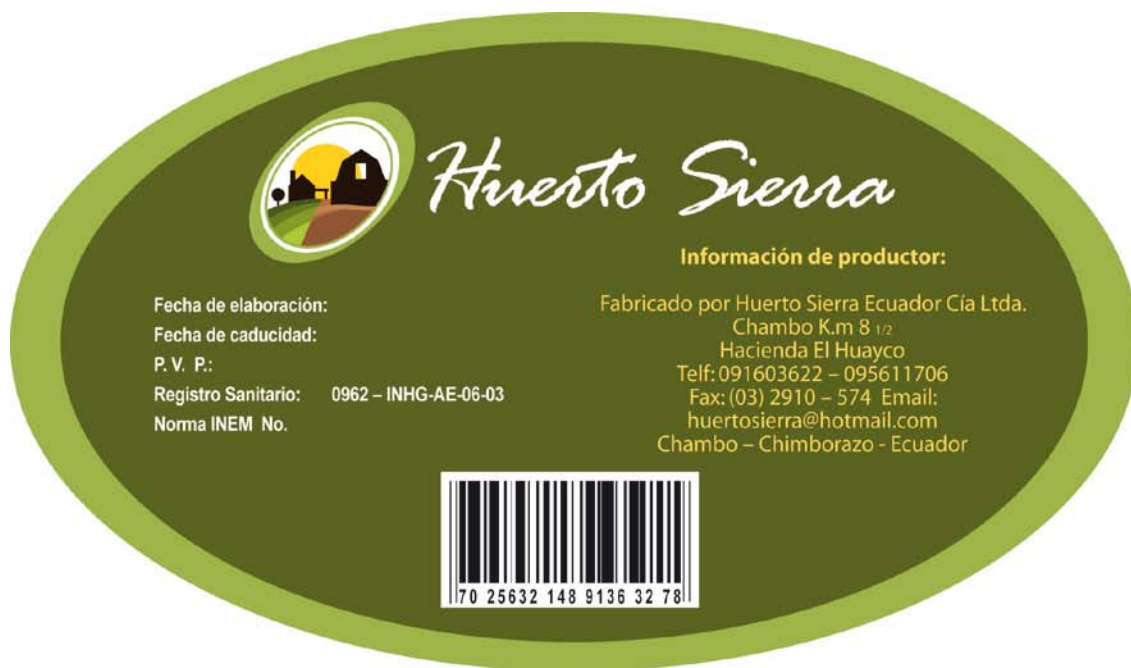 Huerto Sierra
Información de productor:
Fecha de elaboración:
Fecha de caducidad:
P. V. P.:
Registro Sanitario: 0962 – INHG-AE-06-03
Norma INEM No.
Fabricado por Huerto Sierra Ecuador Cía Ltda.
Chambo K.m 8 1/2
Hacienda El Huayco
Telf: 091603622 – 095611706
Fax: (03) 2910 – 574 Email:
huertosierra@hotmail.com
Chambo – Chimborazo - Ecuador
70 25632 148 9136 32 78